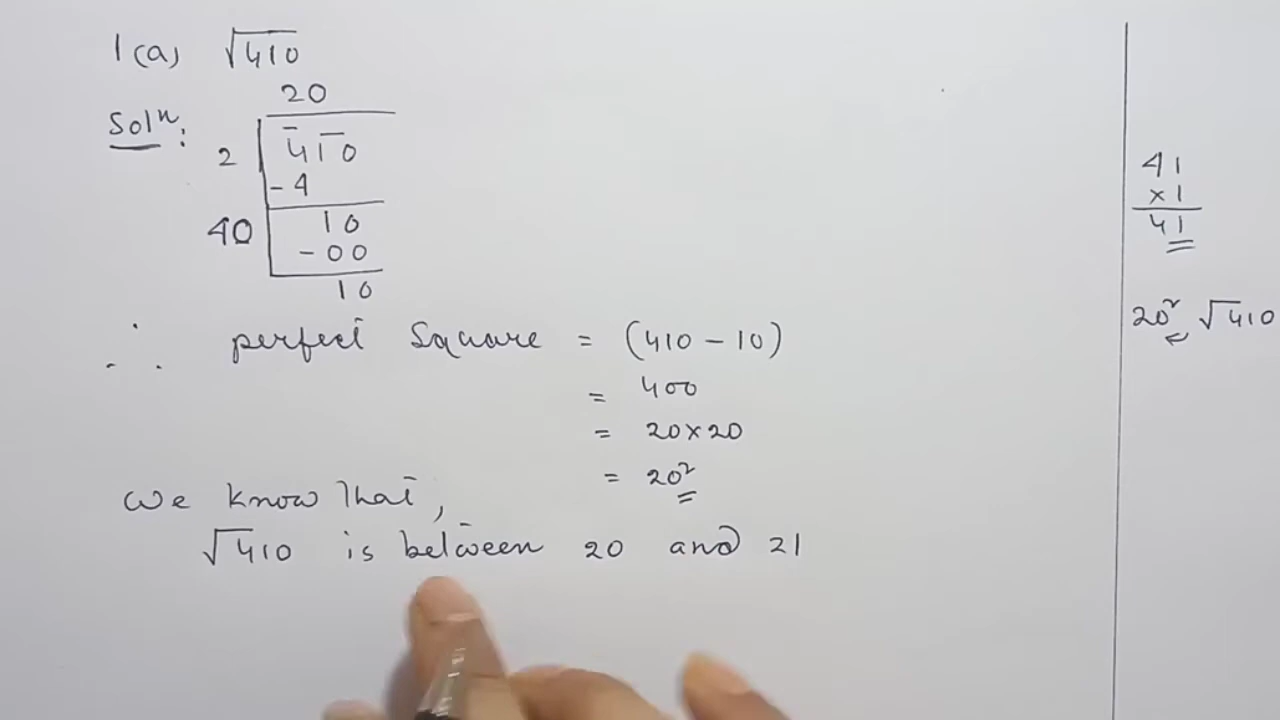 1(a) √410
20
Solⁿ:
2 410
- 4
40 10
- 00
10
∴ perfect Square = (410 - 10)
= 400
= 20×20
= 20²
We know that,
√410 is between 20 and 21
41
×1
41
20² √410